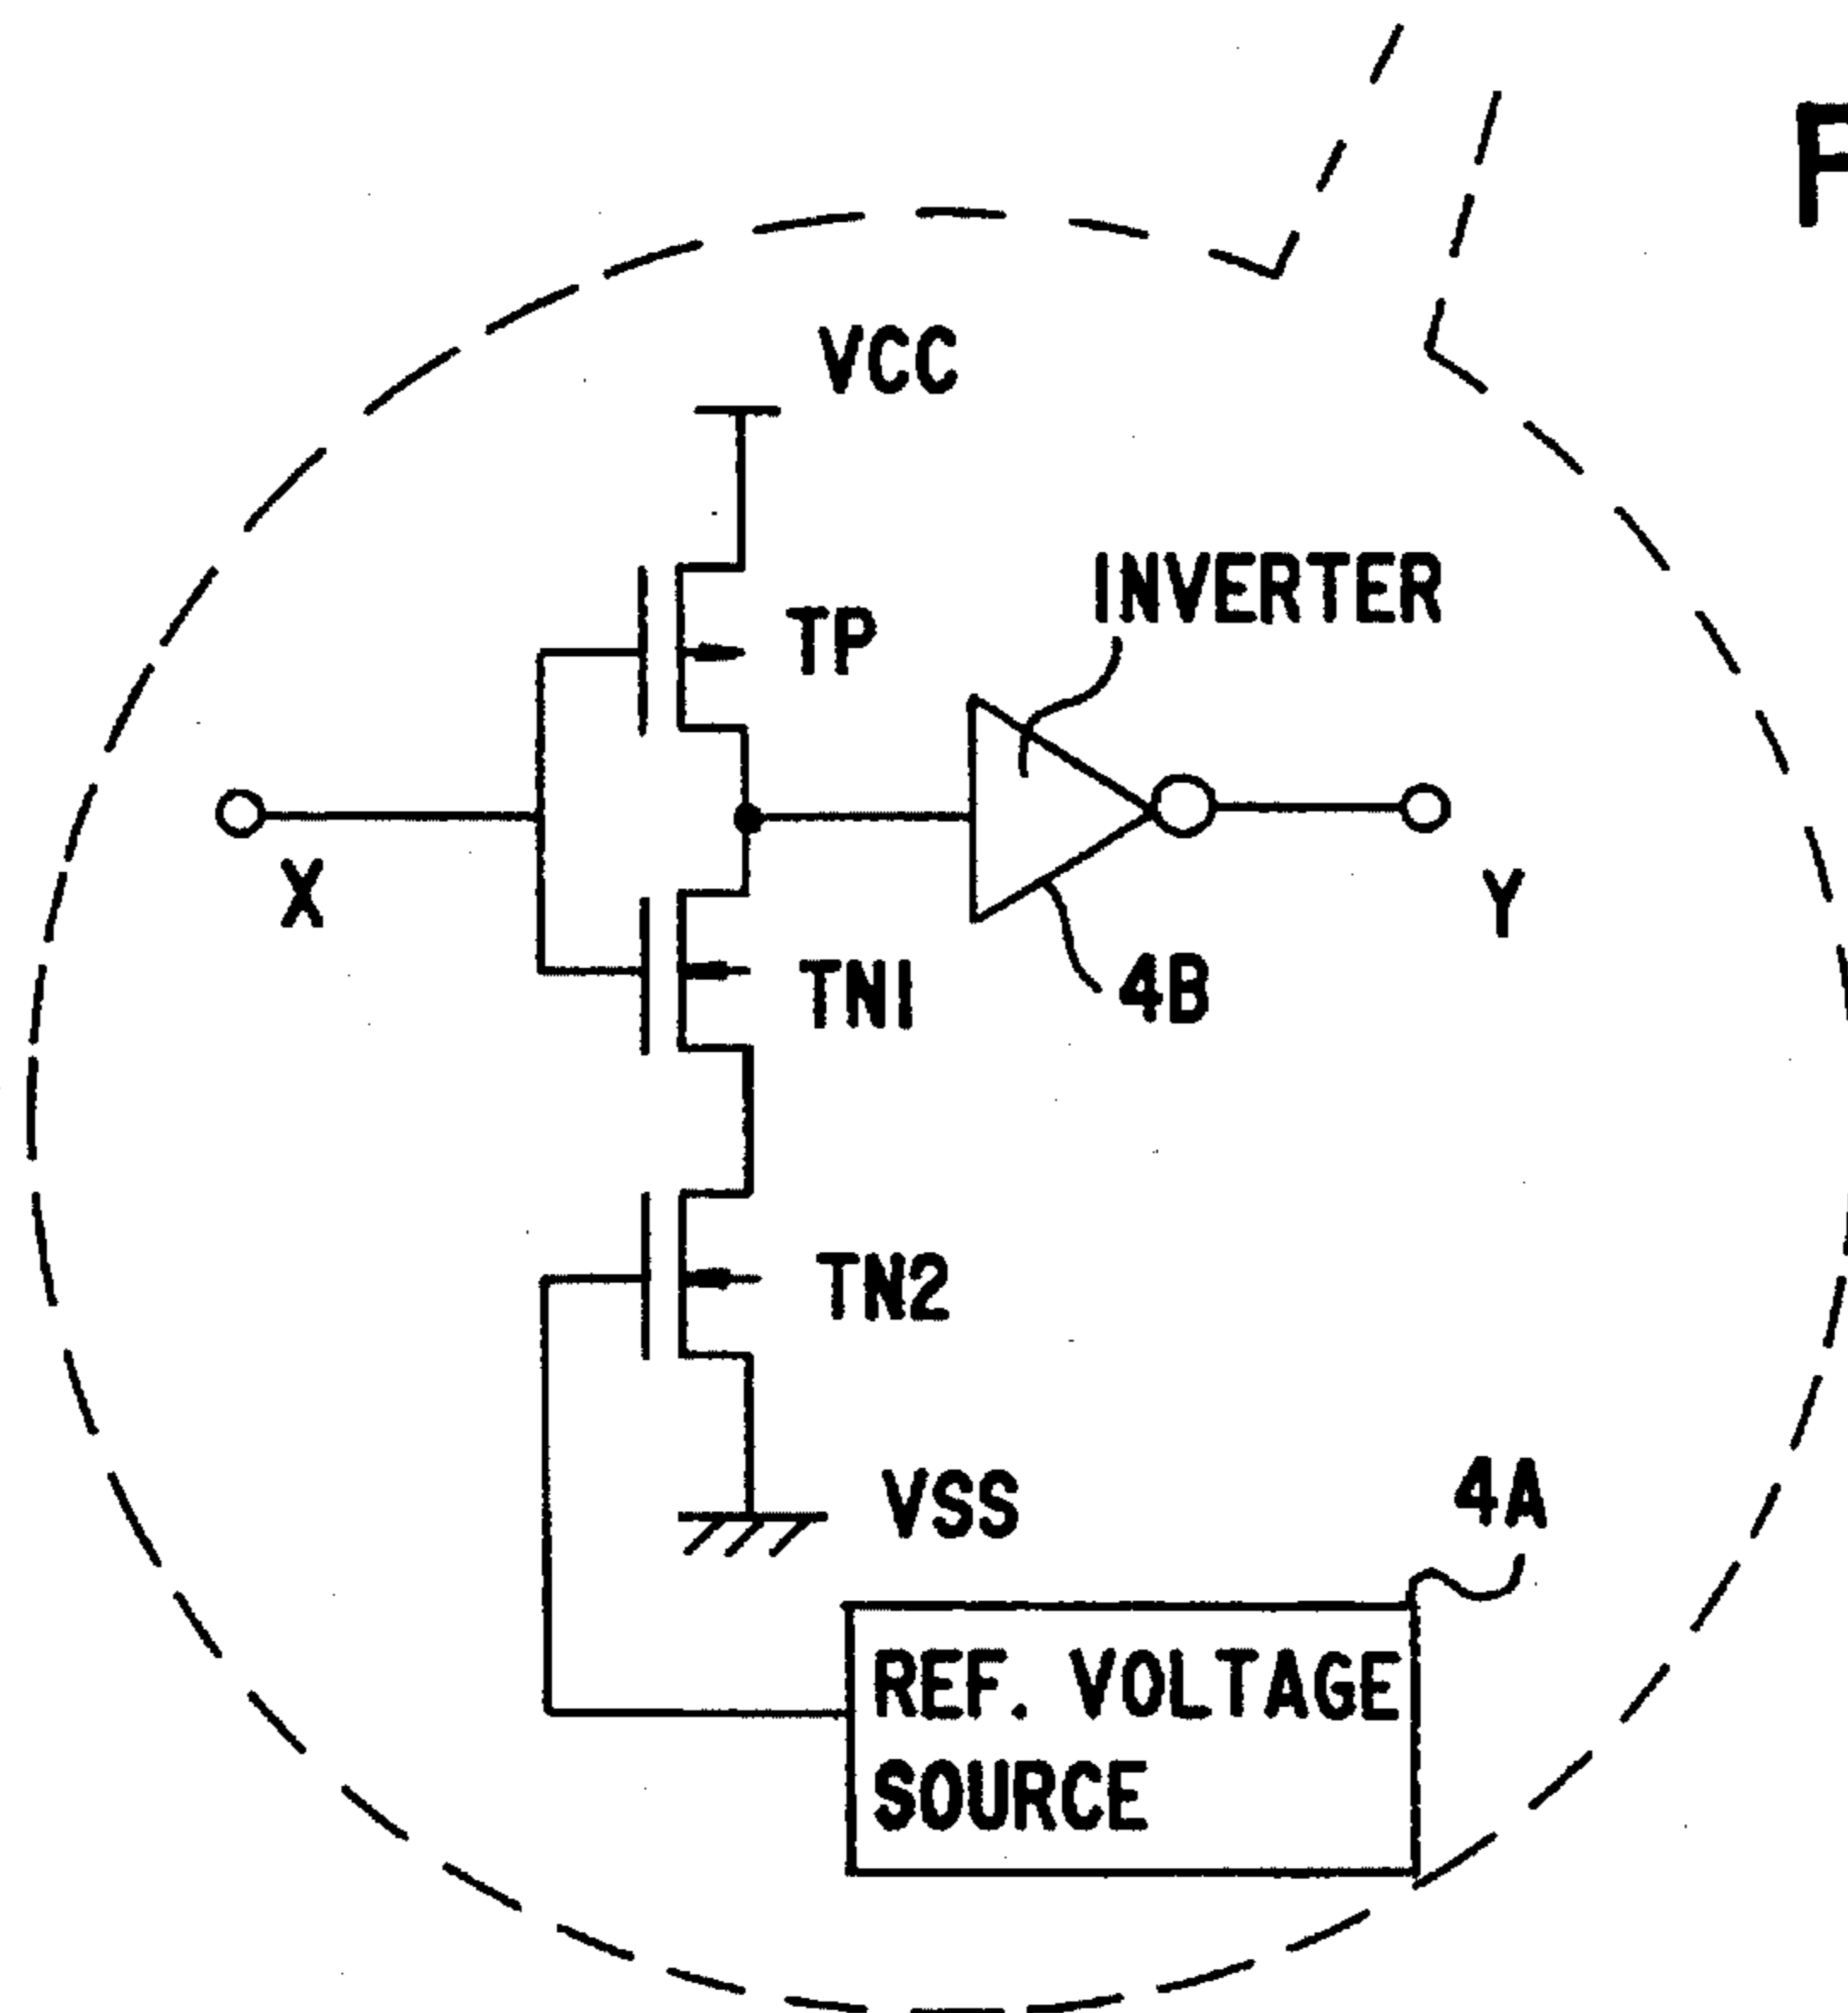 VCC
INVERTER
TP
X
Y
TN1
4B
TN2
VSS
4A
REF. VOLTAGE
SOURCE